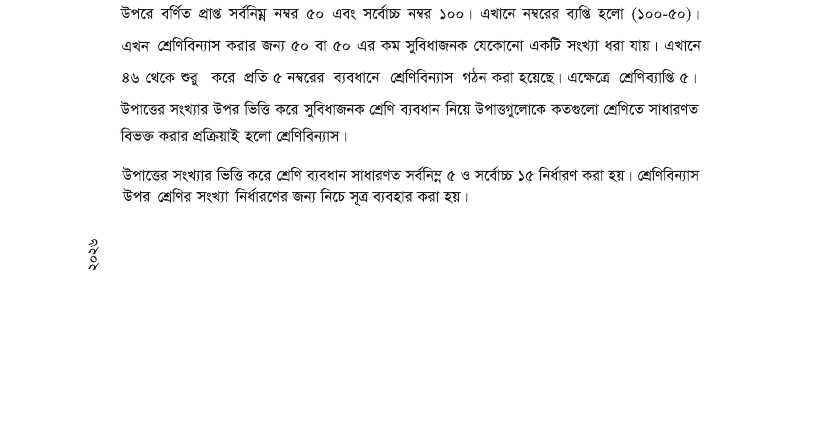 উপরে বর্ণিত প্রাপ্ত সর্বনিম্ন নম্বর ৫০ এবং সর্বোচ্চ নম্বর ১০০। এখানে নম্বরের ব্যপ্তি হলো (১০০-৫০)।
এখন শ্রেণিবিন্যাস করার জন্য ৫০ বা ৫০ এর কম সুবিধাজনক যেকোনো একটি সংখ্যা ধরা যায়। এখানে
৪৬ থেকে শুরু করে প্রতি ৫ নম্বরের ব্যবধানে শ্রেণিবিন্যাস গঠন করা হয়েছে। এক্ষেত্রে শ্রেণিব্যাপ্তি ৫।
উপাত্তের সংখ্যার উপর ভিত্তি করে সুবিধাজনক শ্রেণি ব্যবধান নিয়ে উপাত্তগুলোকে কতগুলো শ্রেণিতে সাধারণত
বিভক্ত করার প্রক্রিয়াই হলো শ্রেণিবিন্যাস।
উপাত্তের সংখ্যার ভিত্তি করে শ্রেণি ব্যবধান সাধারণত সর্বনিম্ন ৫ ও সর্বোচ্চ ১৫ নির্ধারণ করা হয়। শ্রেণিবিন্যাস
উপর শ্রেণির সংখ্যা নির্ধারণের জন্য নিচে সূত্র ব্যবহার করা হয়।
২০২৬